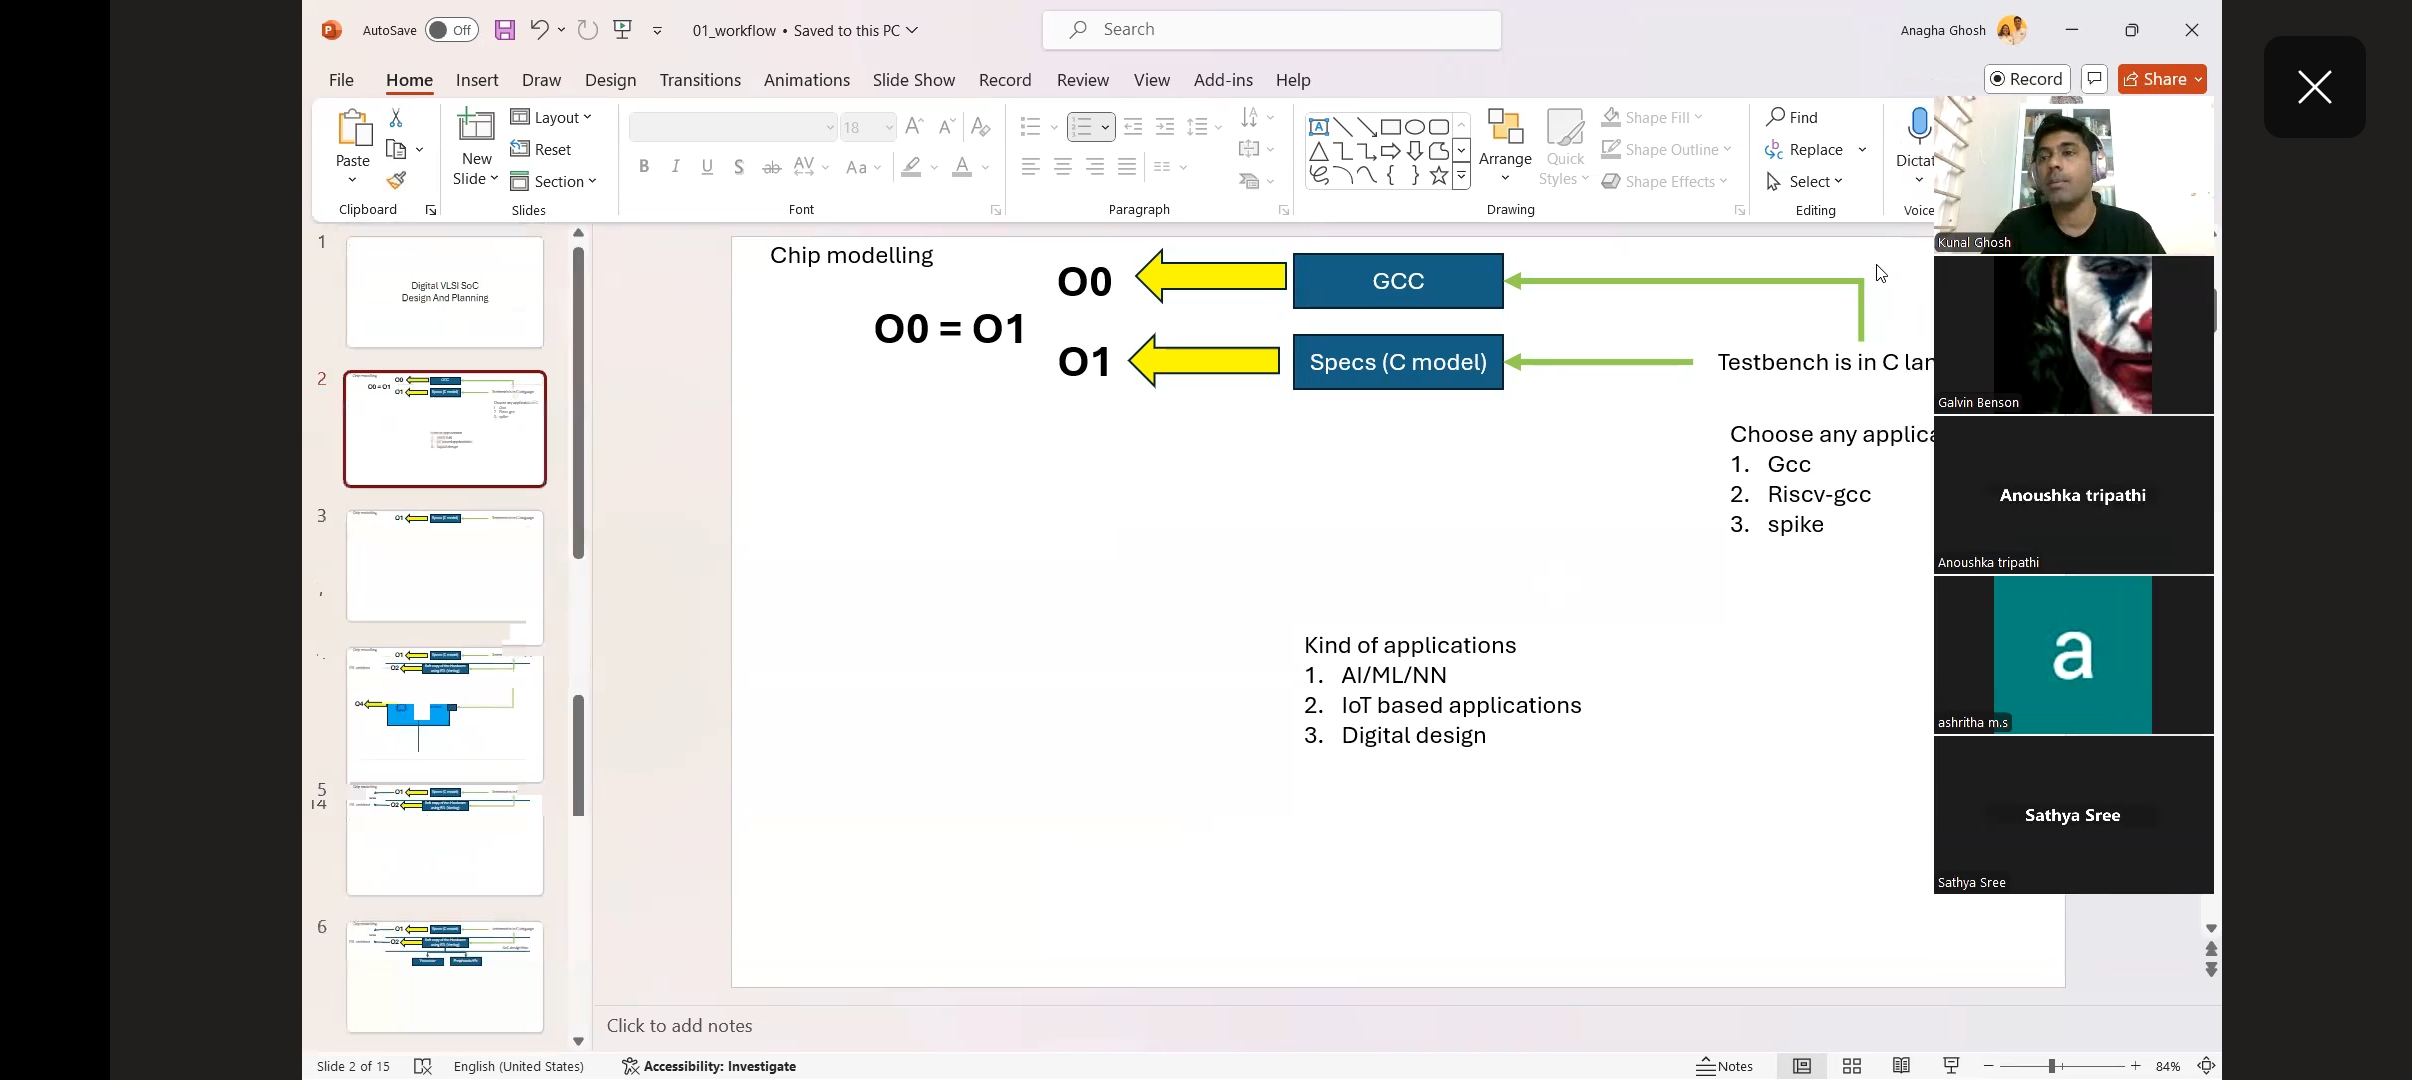 AutoSave Off 01_workflow • Saved to this PC Search Anagha Ghosh
File Home Insert Draw Design Transitions Animations Slide Show Record Review View Add-ins Help Record Share
Paste
New Slide
Layout
Reset
Section
18
B I U S ab AV Aa A
Arrange
Quick Styles
Shape Fill
Shape Outline
Shape Effects
Find
Replace
Select
Dictat
Clipboard Slides Font Paragraph Drawing Editing Voice
1
Digital VLSI SoC
Design And Planning
2
3
5
14
6
Chip modelling
O0
GCC
O0 = O1
O1
Specs (C model)
Testbench is in C lan
Choose any applica
1. Gcc
2. Riscv-gcc
3. spike
Kind of applications
1. AI/ML/NN
2. IoT based applications
3. Digital design
Kunal Ghosh
Galvin Benson
Anoushka tripathi
Anoushka tripathi
a
ashritha m.s
Sathya Sree
Sathya Sree
Click to add notes
Slide 2 of 15 English (United States) Accessibility: Investigate Notes 84%